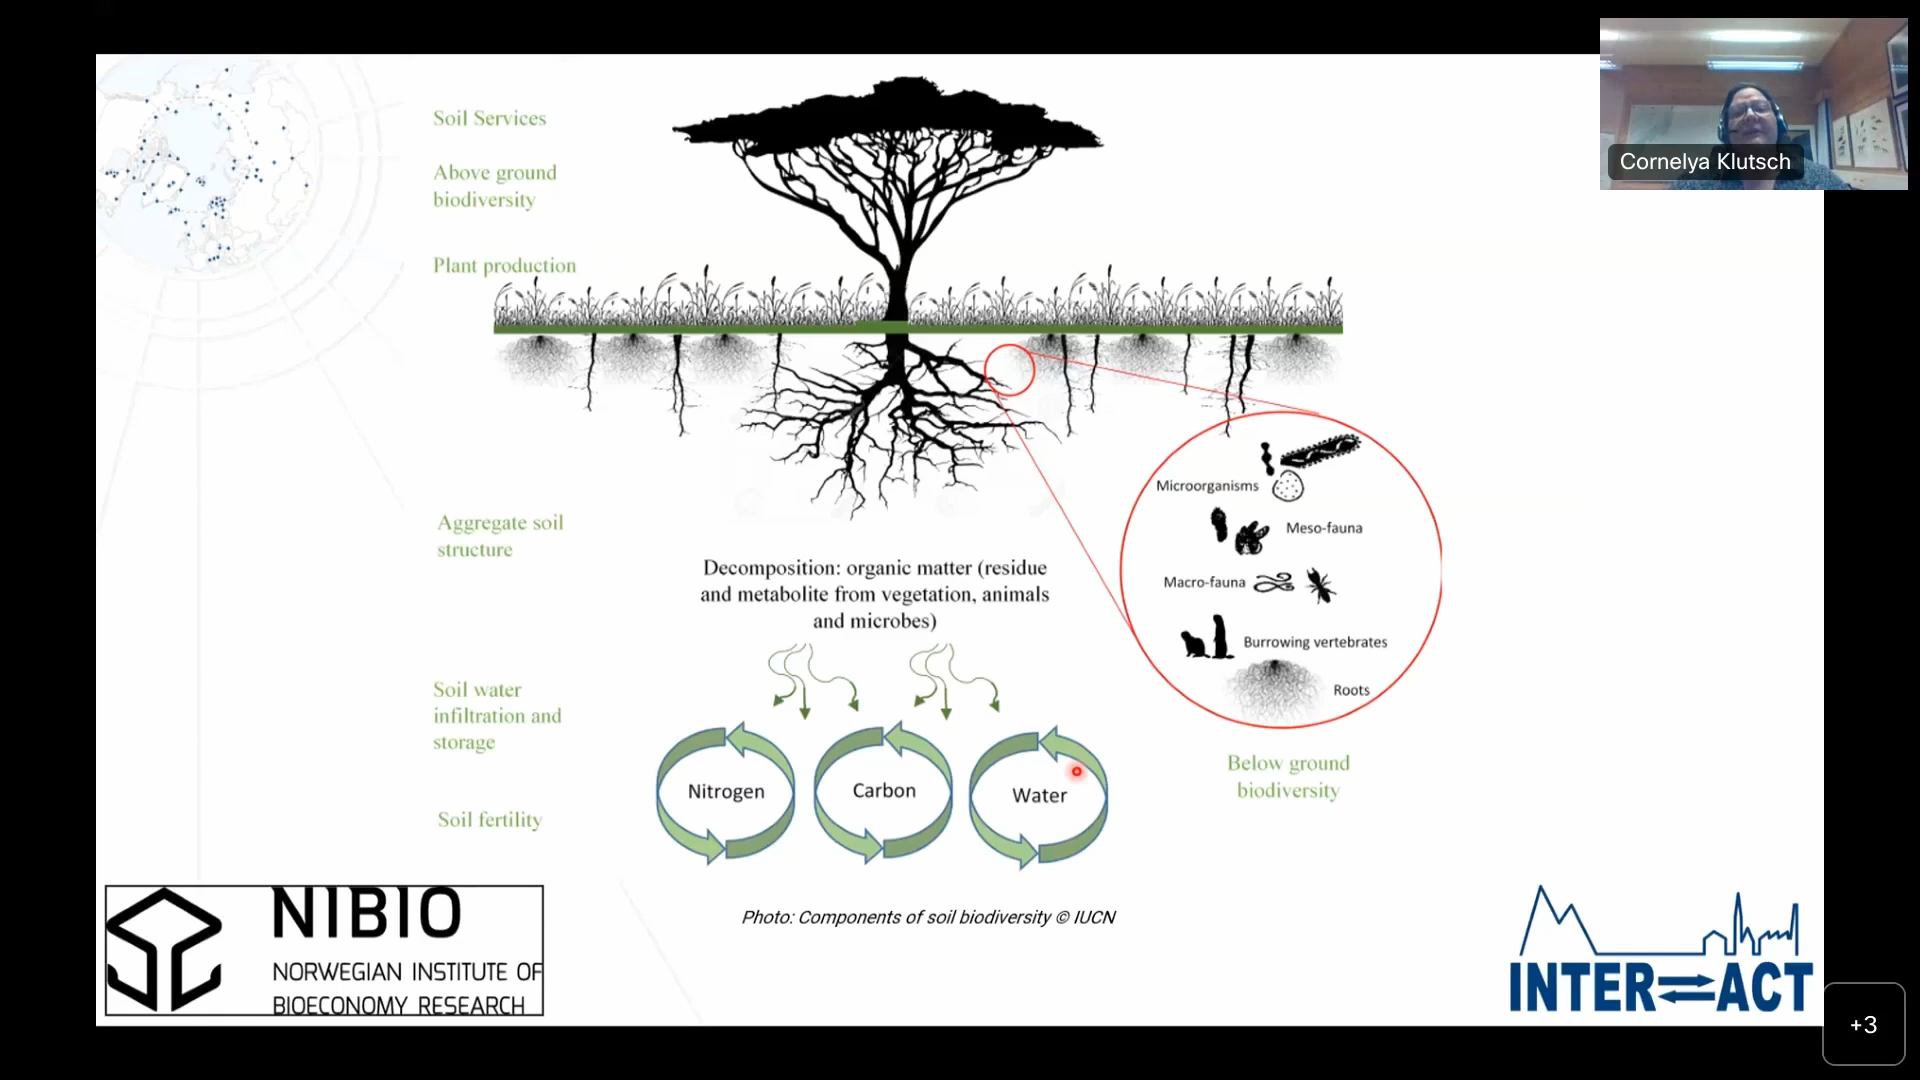 Cornelya Klutsch
Soil Services
Above ground
biodiversity
Plant production
Aggregate soil
structure
Soil water
infiltration and
storage
Soil fertility
Decomposition: organic matter (residue
and metabolite from vegetation, animals
and microbes)
Nitrogen
Carbon
Water
Microorganisms
Meso-fauna
Macro-fauna
Burrowing vertebrates
Roots
Below ground
biodiversity
Photo: Components of soil biodiversity © IUCN
NIBIO
NORWEGIAN INSTITUTE OF
BIOECONOMY RESEARCH
INTERACT
+3